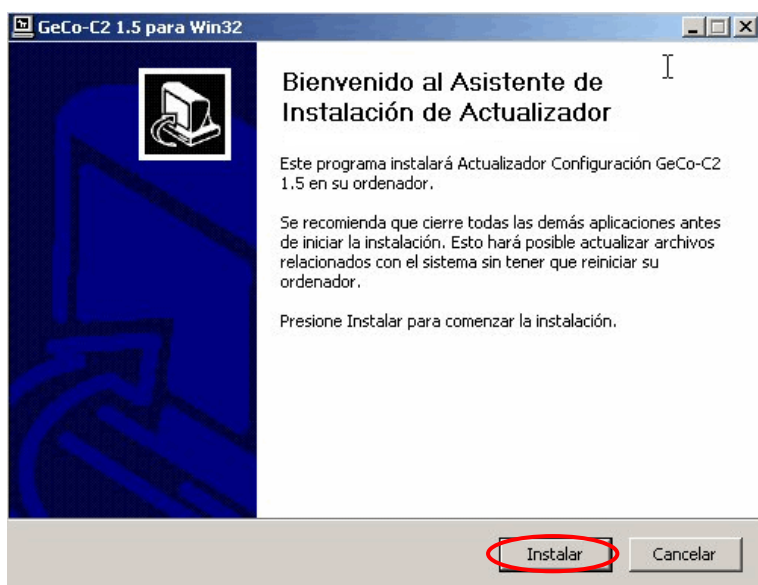 GeCo-C2 1.5 para Win32
Bienvenido al Asistente de
Instalación de Actualizador
Este programa instalará Actualizador Configuración GeCo-C2
1.5 en su ordenador.
Se recomienda que cierre todas las demás aplicaciones antes
de iniciar la instalación. Esto hará posible actualizar archivos
relacionados con el sistema sin tener que reiniciar su
ordenador.
Presione Instalar para comenzar la instalación.
Instalar
Cancelar